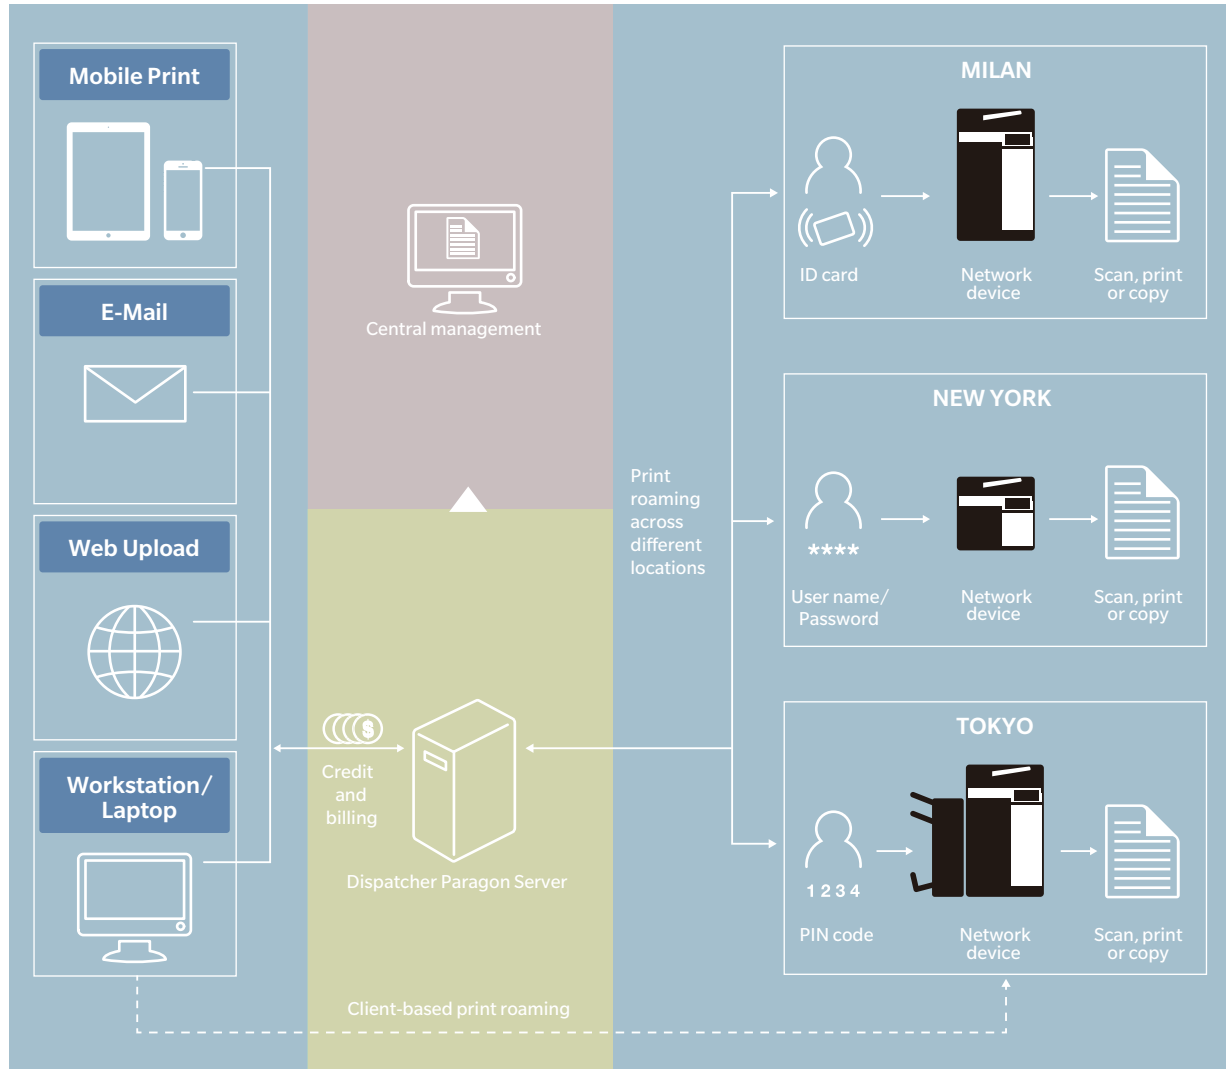 Mobile Print
E-Mail
Web Upload
Workstation/
Laptop
Central management
$
Credit
and
billing
Dispatcher Paragon Server
Client-based print roaming
Print
roaming
across
different
locations
MILAN
ID card
Network
device
Scan, print
or copy
NEW YORK
****
User name/
Password
Network
device
Scan, print
or copy
TOKYO
1 2 3 4
PIN code
Network
device
Scan, print
or copy